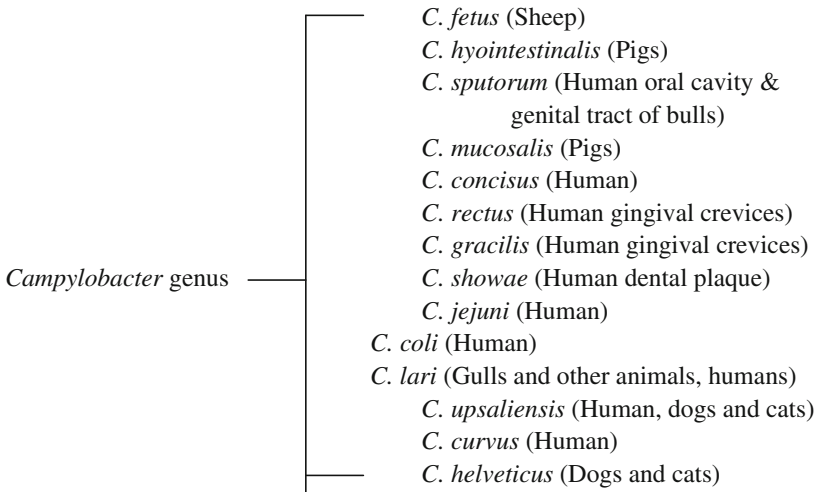 C. fetus (Sheep)
C. hyointestinalis (Pigs)
C. sputorum (Human oral cavity &
genital tract of bulls)
C. mucosalis (Pigs)
C. concisus (Human)
C. rectus (Human gingival crevices)
C. gracilis (Human gingival crevices)
Campylobacter genus
C. showae (Human dental plaque)
C. jejuni (Human)
C. coli (Human)
C. lari (Gulls and other animals, humans)
C. upsaliensis (Human, dogs and cats)
C. curvus (Human)
C. helveticus (Dogs and cats)